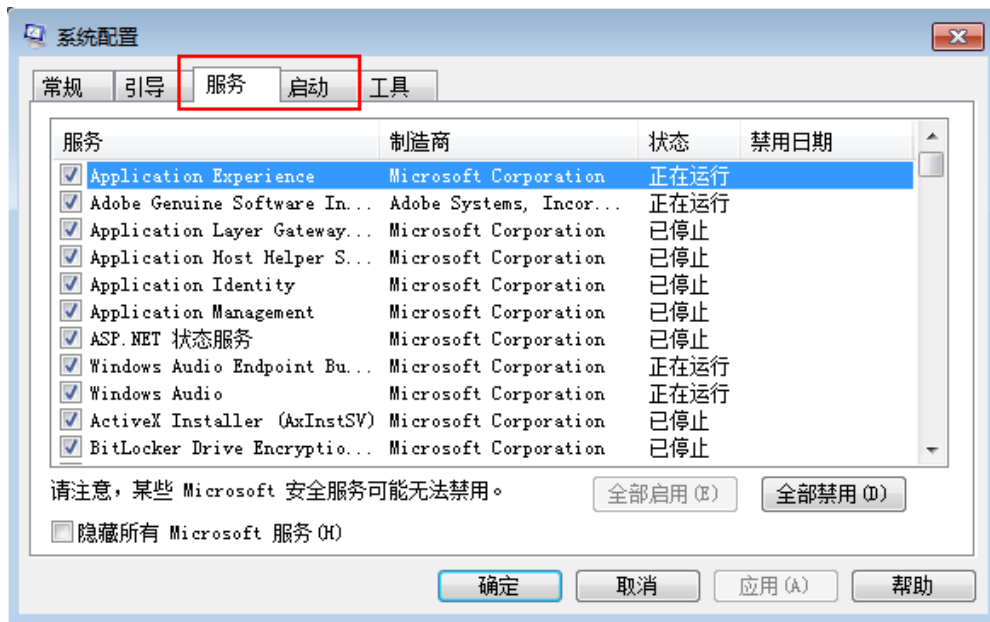 系统配置
常规 引导 服务 启动 工具
服务 制造商 状态 禁用日期
Application Experience Microsoft Corporation 正在运行
Adobe Genuine Software In... Adobe Systems, Incor... 正在运行
Application Layer Gateway... Microsoft Corporation 已停止
Application Host Helper S... Microsoft Corporation 已停止
Application Identity Microsoft Corporation 已停止
Application Management Microsoft Corporation 已停止
ASP.NET 状态服务 Microsoft Corporation 已停止
Windows Audio Endpoint Bu... Microsoft Corporation 正在运行
Windows Audio Microsoft Corporation 正在运行
ActiveX Installer (AxInstSV) Microsoft Corporation 已停止
BitLocker Drive Encryptio... Microsoft Corporation 已停止
请注意，某些 Microsoft 安全服务可能无法禁用。 全部启用(E) 全部禁用(D)
隐藏所有 Microsoft 服务(H)
确定 取消 应用(A) 帮助